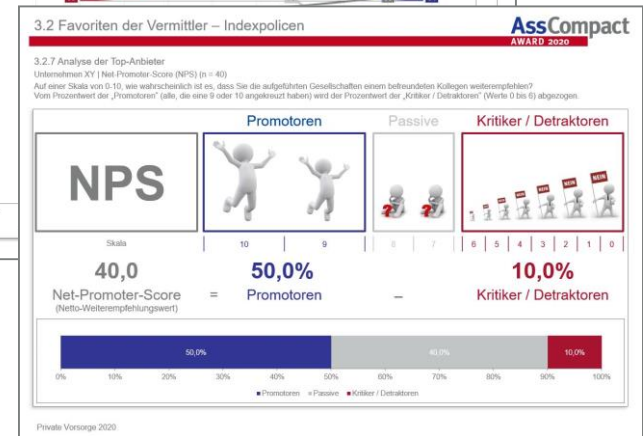 3.2 Favoriten der Vermittler – Indexpolicen
AssCompact
AWARD 2020
3.2.7 Analyse der Top-Anbieter
Unternehmen XY | Net-Promoter-Score (NPS) (n = 40)
Auf einer Skala von 0-10, wie wahrscheinlich ist es, dass Sie die aufgeführten Gesellschaften einem befreundeten Kollegen weiterempfehlen?
Vom Prozentwert der „Promotoren“ (alle, die eine 9 oder 10 angekreuzt haben) wird der Prozentwert der „Kritiker / Detraktoren“ (Werte 0 bis 6) abgezogen.
Promotoren Passive Kritiker / Detraktoren
NPS
? ? NEIN NEIN NEIN NEIN
Skala 10 9 8 7 6 5 4 3 2 1 0
40,0 50,0% 10,0%
Net-Promoter-Score = Promotoren – Kritiker / Detraktoren
(Netto-Weiterempfehlungswert)
50,0% 40,0% 10,0%
0% 10% 20% 30% 40% 50% 60% 70% 80% 90% 100%
Promotoren Passive Kritiker / Detraktoren
Private Vorsorge 2020